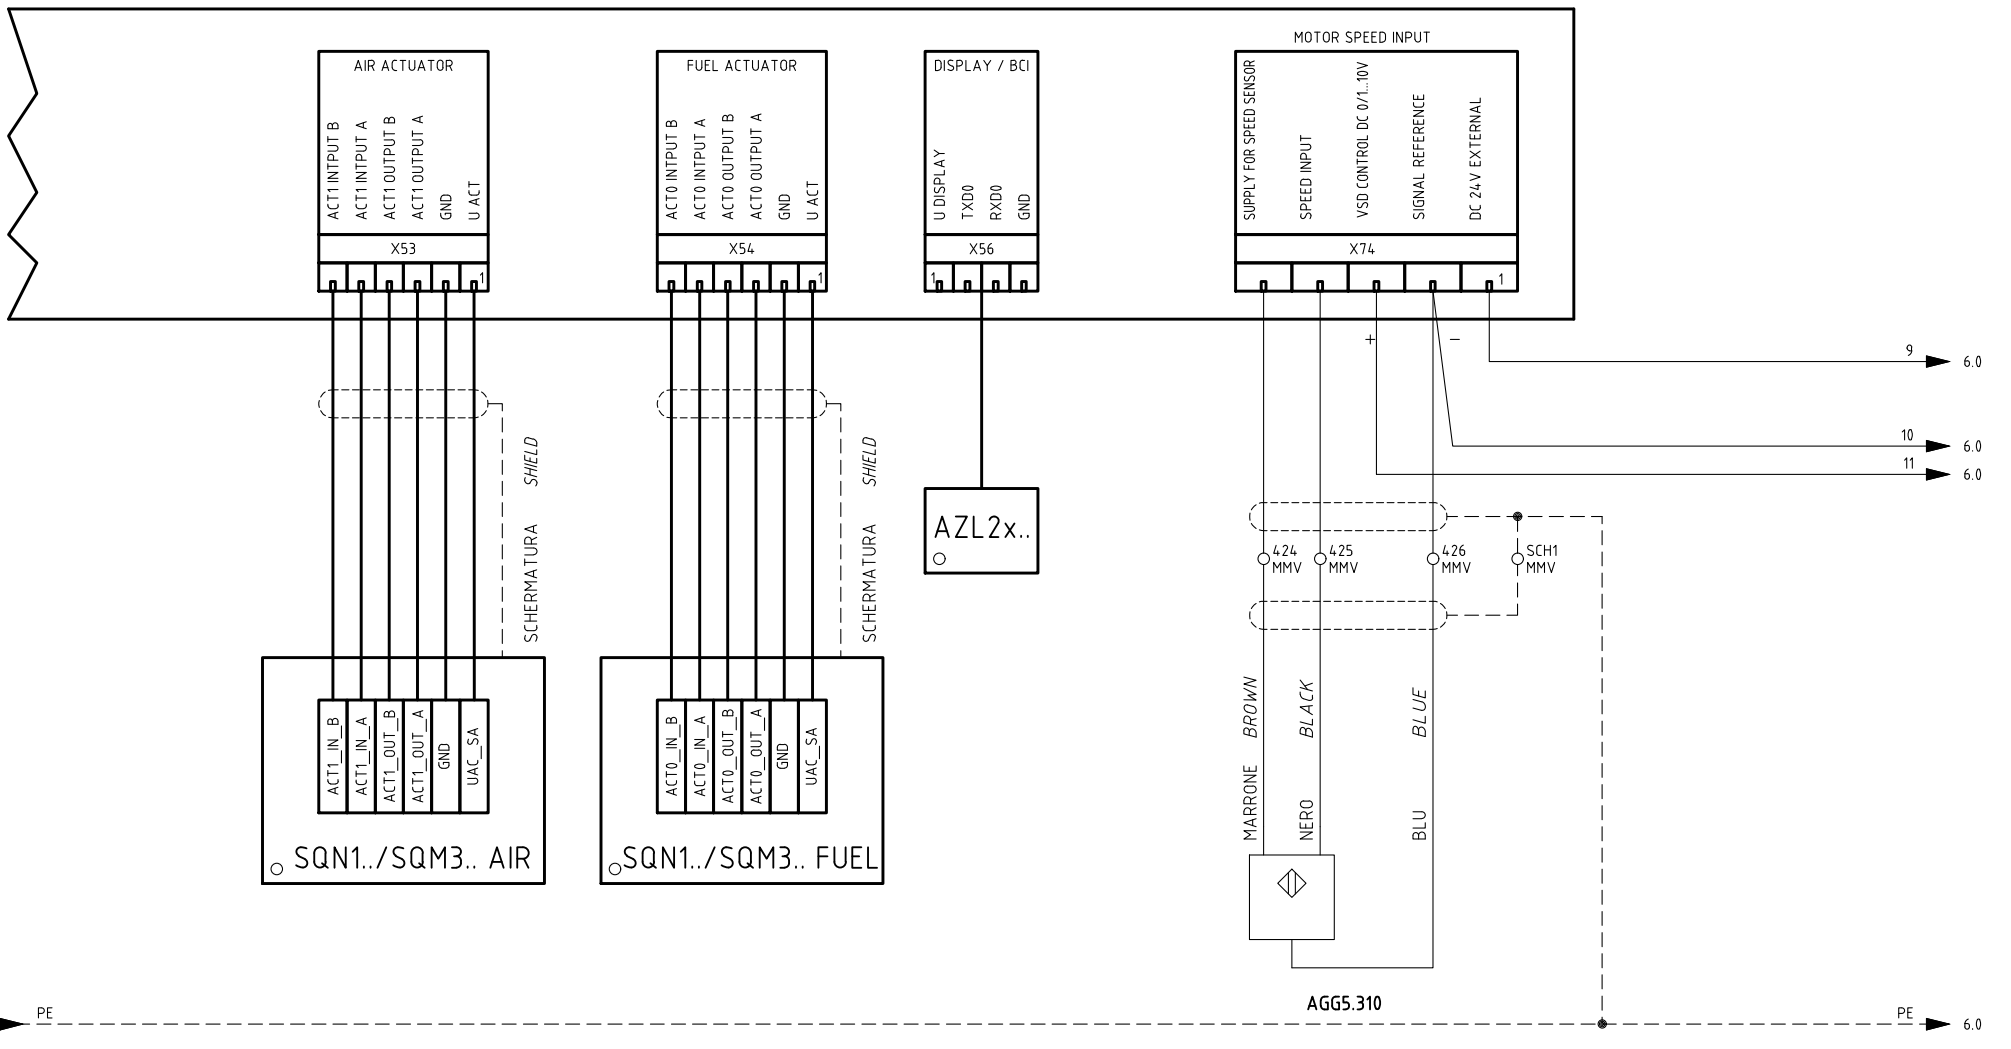 MOTOR SPEED INPUT
AIR ACTUATOR
FUEL ACTUATOR
DISPLAY / BCI
ACT1 INTPUT B
ACT1 INTPUT A
ACT1 OUTPUT B
ACT1 OUTPUT A
GND
U ACT
ACT0 INTPUT B
ACT0 INTPUT A
ACT0 OUTPUT B
ACT0 OUTPUT A
GND
U ACT
U DISPLAY
TXD0
RXD0
GND
SUPPLY FOR SPEED SENSOR
SPEED INPUT
VSD CONTROL DC 0/1...10V
SIGNAL REFERENCE
DC 24V EXTERNAL
X53
X54
X56
X74
1
1
1
1
+
−
9
6.0
10
6.0
11
6.0
SCHERMATURA SHIELD
SCHERMATURA SHIELD
AZL2x..
424
MMV
425
MMV
426
MMV
SCH1
MMV
MARRONE BROWN
NERO BLACK
BLU BLUE
ACT1_IN_B
ACT1_IN_A
ACT1_OUT_B
ACT1_OUT_A
GND
UAC_SA
ACT0_IN_B
ACT0_IN_A
ACT0_OUT_B
ACT0_OUT_A
GND
UAC_SA
SQN1../SQM3.. AIR
SQN1../SQM3.. FUEL
AGG5.310
PE
PE
6.0